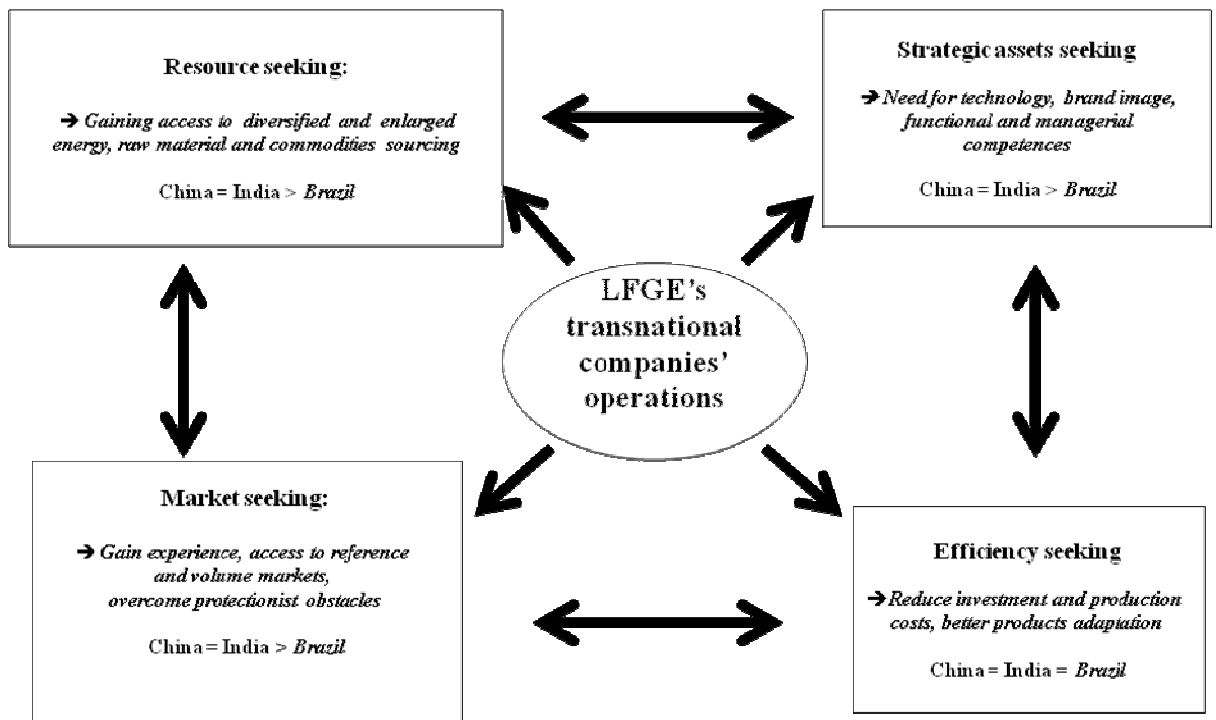 Resource seeking:
➔ Gaining access to diversified and enlarged
energy, raw material and commodities sourcing
China = India > Brazil
Strategic assets seeking
➔ Need for technology, brand image,
functional and managerial
competences
China = India > Brazil
LFGE’s
transnational
companies’
operations
Market seeking:
➔ Gain experience, access to reference
and volume markets,
overcome protectionist obstacles
China = India > Brazil
Efficiency seeking
➔ Reduce investment and production
costs, better products adaptation
China = India = Brazil